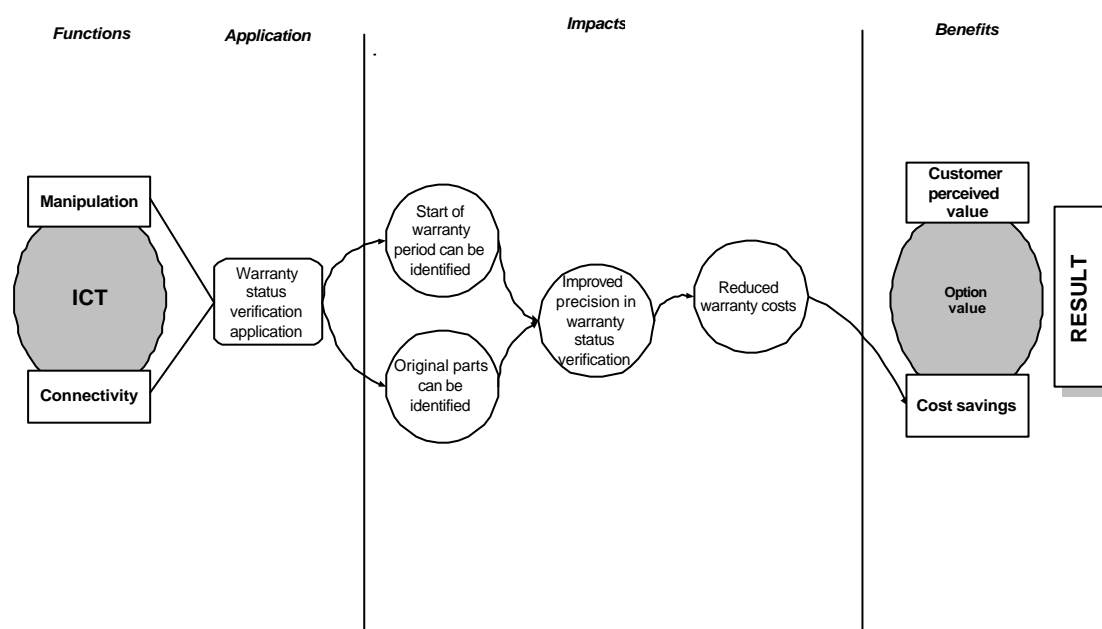 Functions
Application
Impacts
Benefits
Manipulation
ICT
Connectivity
Warranty
status
verification
application
Start of
warranty
period can be
identified
Original parts
can be
identified
Improved
precision in
warranty
status
verification
Reduced
warranty costs
Customer
perceived
value
Option
value
Cost savings
RESULT